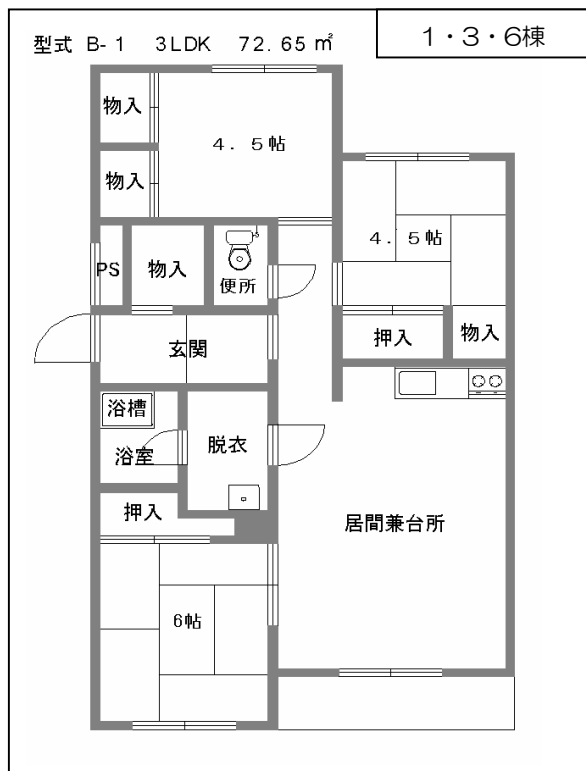 型式 B-1 3LDK 72.65㎡
1・3・6棟
物入
4.5帖
物入
4.5帖
PS
物入
便所
押入
物入
玄関
浴槽
浴室
脱衣
押入
居間兼台所
6帖